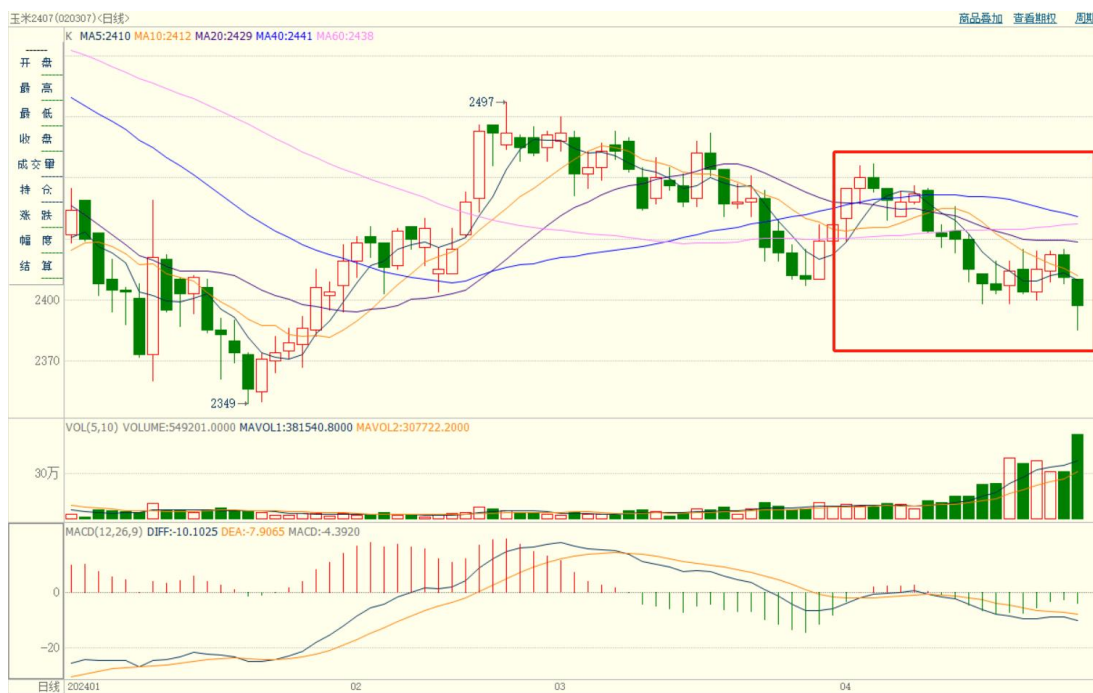 玉米2407(020307)<日线>
商品叠加 查看期权 周期
K MA5:2410 MA10:2412 MA20:2429 MA40:2441 MA60:2438
开 盘
最 高
最 低
收 盘
成交量
持 仓
涨 跌
幅 度
结 算
2497
2400
2370
2349
VOL(5,10) VOLUME:549201.0000 MAVOL1:381540.8000 MAVOL2:307722.2000
30万
MACD(12,26,9) DIFF:-10.1025 DEA:-7.9065 MACD:-4.3920
0
-20
日线 202401 02 03 04